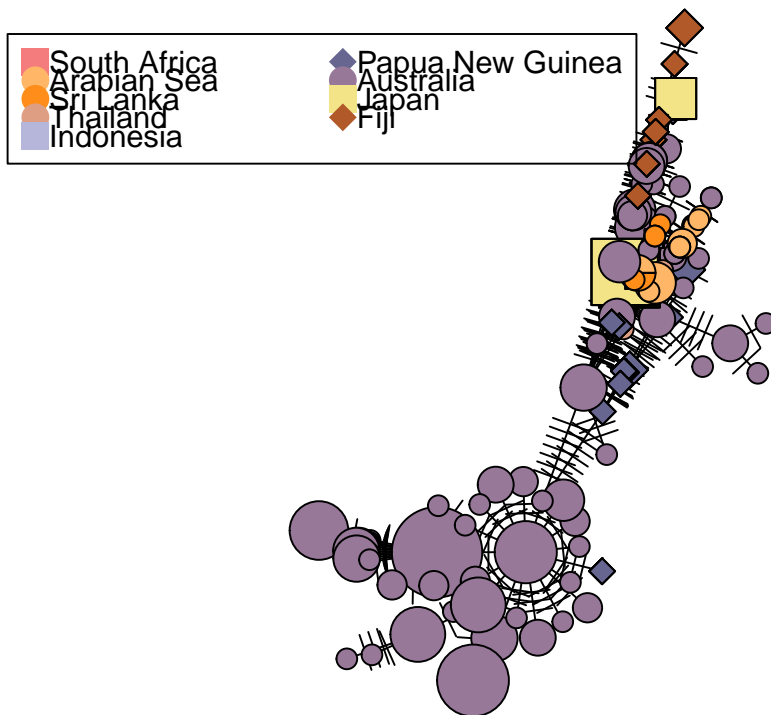 South Africa
Arabian Sea
Sri Lanka
Thailand
Indonesia
Papua New Guinea
Australia
Japan
Fiji